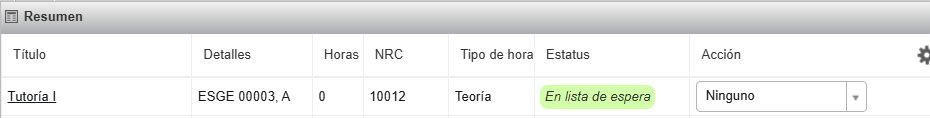 Resumen
Título Detalles Horas NRC Tipo de hora Estatus Acción
Tutoría I ESGE 00003, A 0 10012 Teoría En lista de espera Ninguno